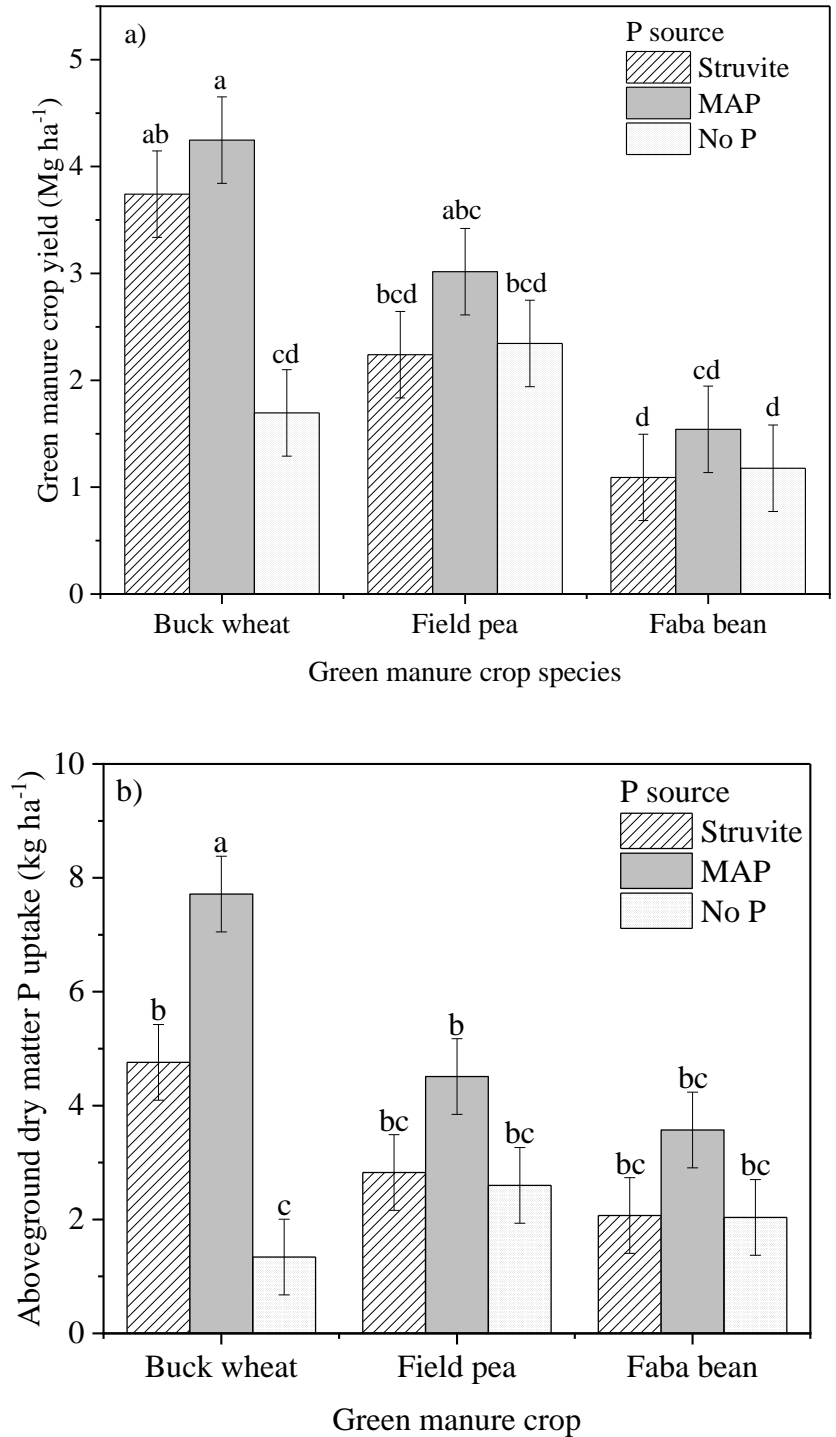 a)
P source
Struvite
MAP
No P
Green manure crop yield (Mg ha⁻¹)
5
4
3
2
1
0
ab
a
cd
bcd
abc
bcd
d
cd
d
Buck wheat
Field pea
Faba bean
Green manure crop species
b)
P source
Struvite
MAP
No P
Aboveground dry matter P uptake (kg ha⁻¹)
10
8
6
4
2
0
b
a
c
bc
b
bc
bc
bc
bc
Buck wheat
Field pea
Faba bean
Green manure crop